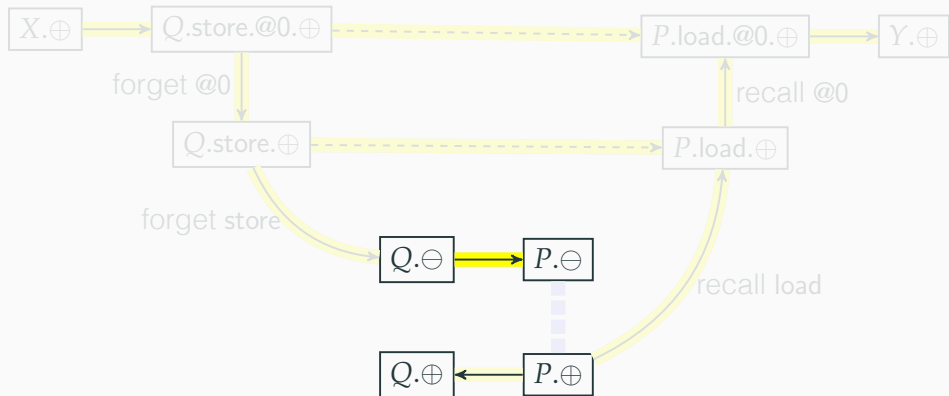 X.⊕ Q.store.@0.⊕ P.load.@0.⊕ Y.⊕
forget @0 recall @0
Q.store.⊕ P.load.⊕
forget store
Q.⊖ P.⊖
recall load
Q.⊕ P.⊕